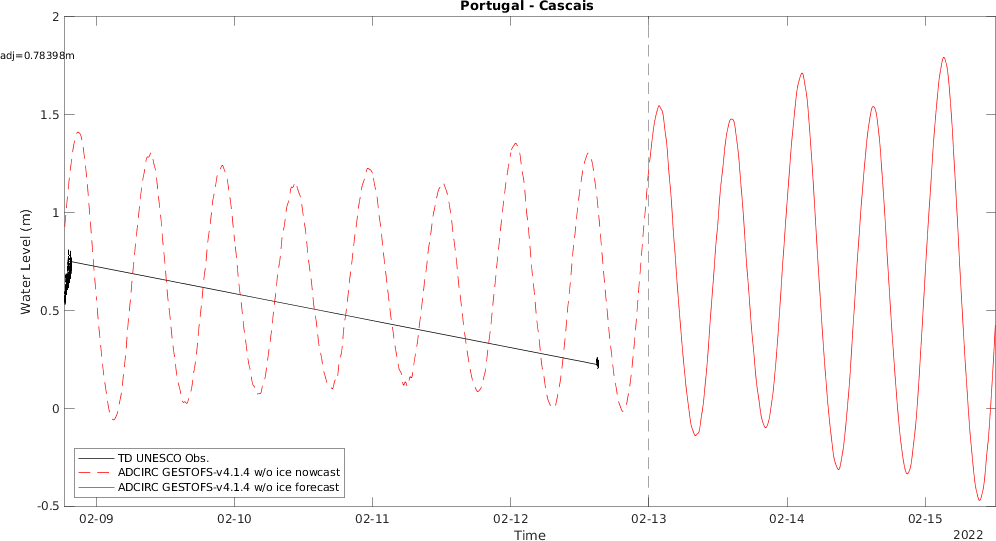 Portugal - Cascais
adj=0.78398m
2
1.5
1
0.5
0
-0.5
Water Level (m)
TD UNESCO Obs.
ADCIRC GESTOFS-v4.1.4 w/o ice nowcast
ADCIRC GESTOFS-v4.1.4 w/o ice forecast
02-09 02-10 02-11 02-12 02-13 02-14 02-15
Time
2022